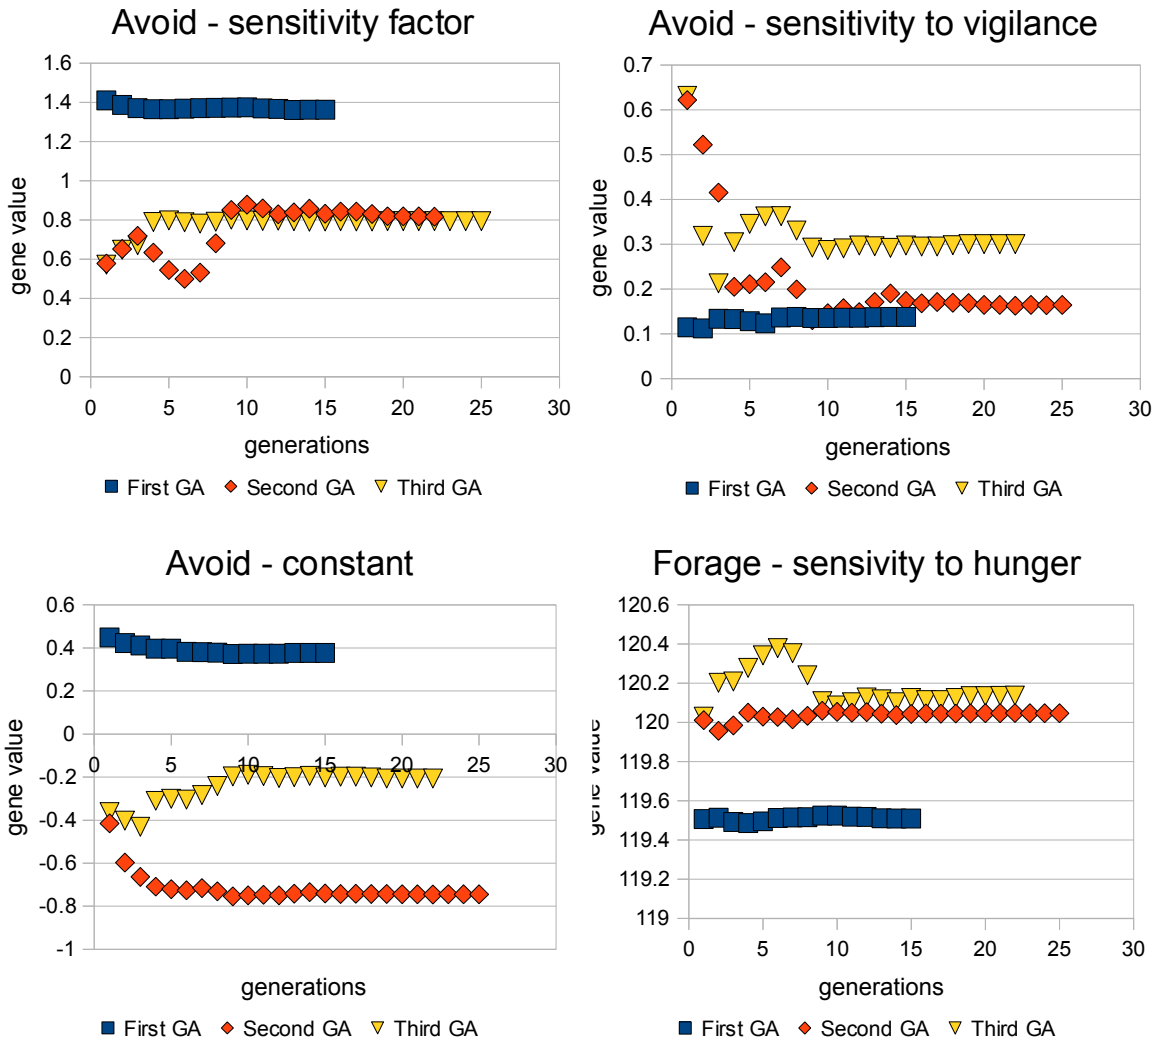 Avoid - sensitivity factor
1.6
1.4
1.2
1
0.8
0.6
0.4
0.2
0
gene value
0 5 10 15 20 25 30
generations
First GA Second GA Third GA
Avoid - sensitivity to vigilance
0.7
0.6
0.5
0.4
0.3
0.2
0.1
0
gene value
0 5 10 15 20 25 30
generations
First GA Second GA Third GA
Avoid - constant
0.6
0.4
0.2
0
-0.2
-0.4
-0.6
-0.8
-1
gene value
0 5 10 15 20 25 30
generations
First GA Second GA Third GA
Forage - sensivity to hunger
120.6
120.4
120.2
120
119.8
119.6
119.4
119.2
119
gene value
0 5 10 15 20 25 30
generations
First GA Second GA Third GA